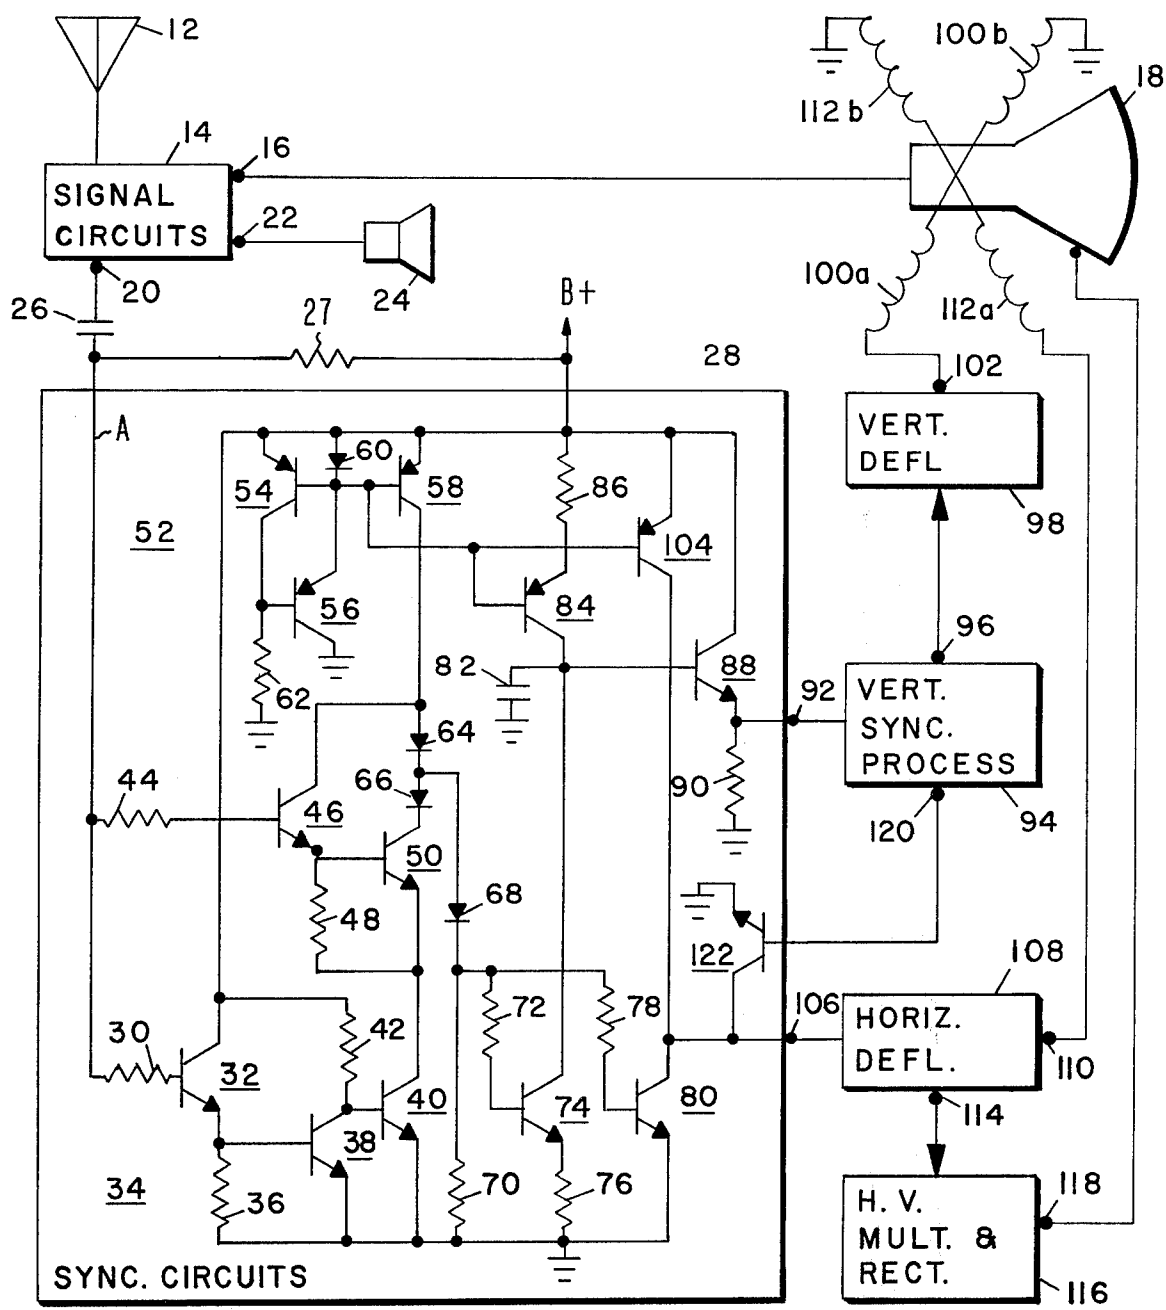 12
100b
18
112b
14
16
SIGNAL
CIRCUITS
22
20
24
26
27
B+
100a
112a
28
102
A
VERT.
DEFL
98
60
54
58
86
52
104
56
84
62
82
88
92
96
VERT.
SYNC.
PROCESS
94
120
64
66
90
44
46
50
48
68
122
108
106
HORIZ.
DEFL.
110
114
72
78
42
30
32
40
74
80
38
34
36
70
76
118
H. V.
MULT. &
RECT.
116
SYNC. CIRCUITS